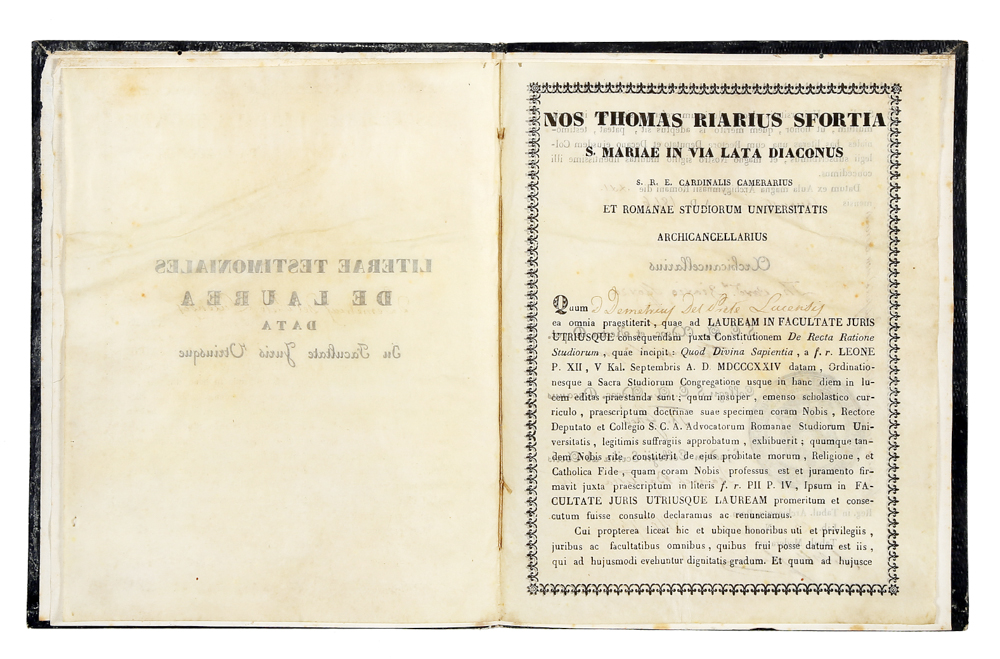 LITERAE TESTIMONIALES
DE LAUREA
DATA
In Facultate Juris Utriusque
NOS THOMAS RIARIUS SFORTIA
S. MARIAE IN VIA LATA DIACONUS
S. R. E. CARDINALIS CAMERARIUS
ET ROMANAE STUDIORUM UNIVERSITATIS
ARCHICANCELLARIUS
Archicancellarius
Quum D Demetrius Del Prete Lucensis
ea omnia praestiterit , quae ad LAUREAM IN FACULTATE JURIS
UTRIUSQUE consequendam juxta Constitutionem De Recta Ratione
Studiorum , quae incipit : Quod Divina Sapientia , a f. r. LEONE
P. XII , V Kal. Septembris A. D. MDCCCXXIV datam , Ordinatio-
nesque a Sacra Studiorum Congregatione usque in hanc diem in lu-
cem editas praestanda sunt ; quum insuper , emenso scholastico cur-
riculo , praescriptum doctrinae suae specimen coram Nobis , Rectore
Deputato et Collegio S. C. A. Advocatorum Romanae Studiorum Uni-
versitatis , legitimis suffragiis approbatum , exhibuerit ; quumque tan-
dem Nobis rite constiterit de ejus probitate morum , Religione , et
Catholica Fide , quam coram Nobis professus est et juramento fir-
mavit juxta praescriptum in literis f. r. PII P. IV , Ipsum in FA-
CULTATE JURIS UTRIUSQUE LAUREAM promeritum et conse-
cutum fuisse consulto declaramus ac renunciamus.
Cui propterea liceat hic et ubique honoribus uti et privilegiis ,
juribus ac facultatibus omnibus , quibus frui posse datum est iis ,
qui ad hujusmodi evehuntur dignitatis gradum. Et quum ad hujusce